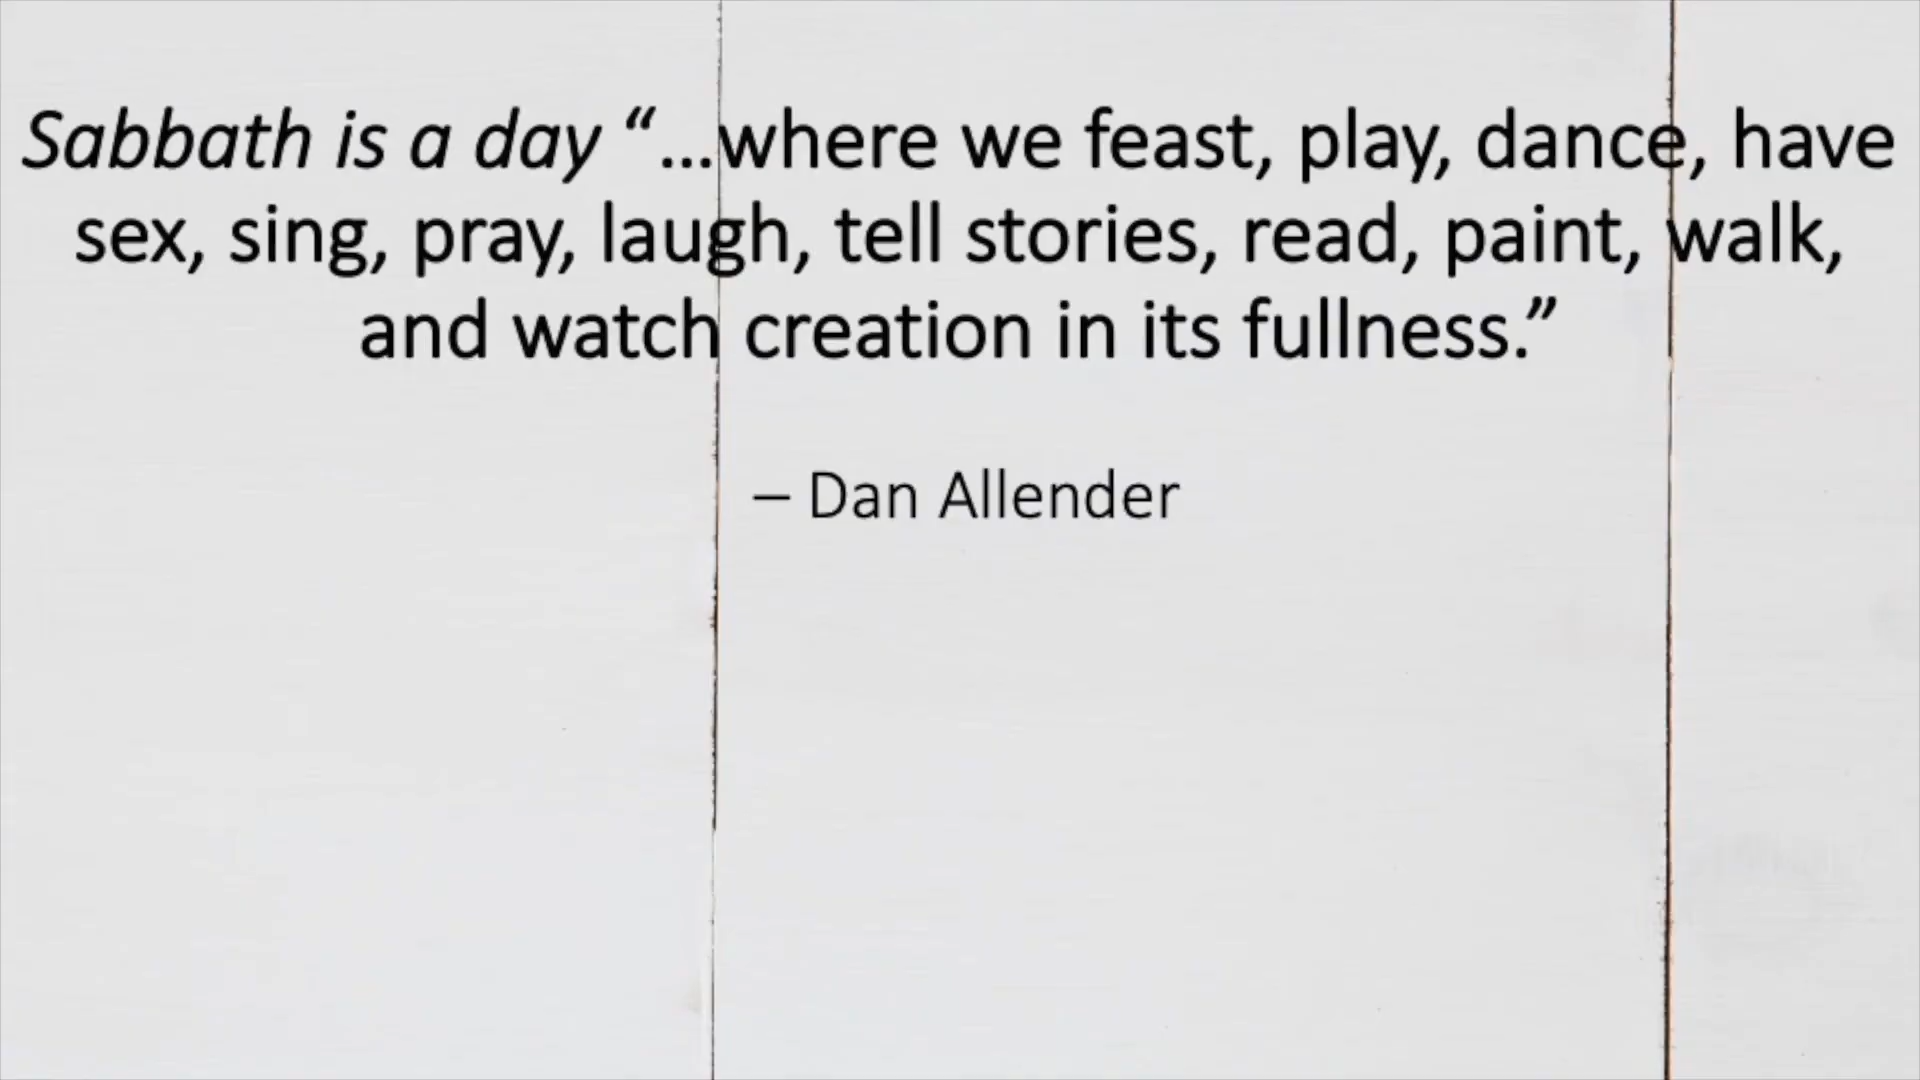 Sabbath is a day “…where we feast, play, dance, have
sex, sing, pray, laugh, tell stories, read, paint, walk,
and watch creation in its fullness.”
– Dan Allender